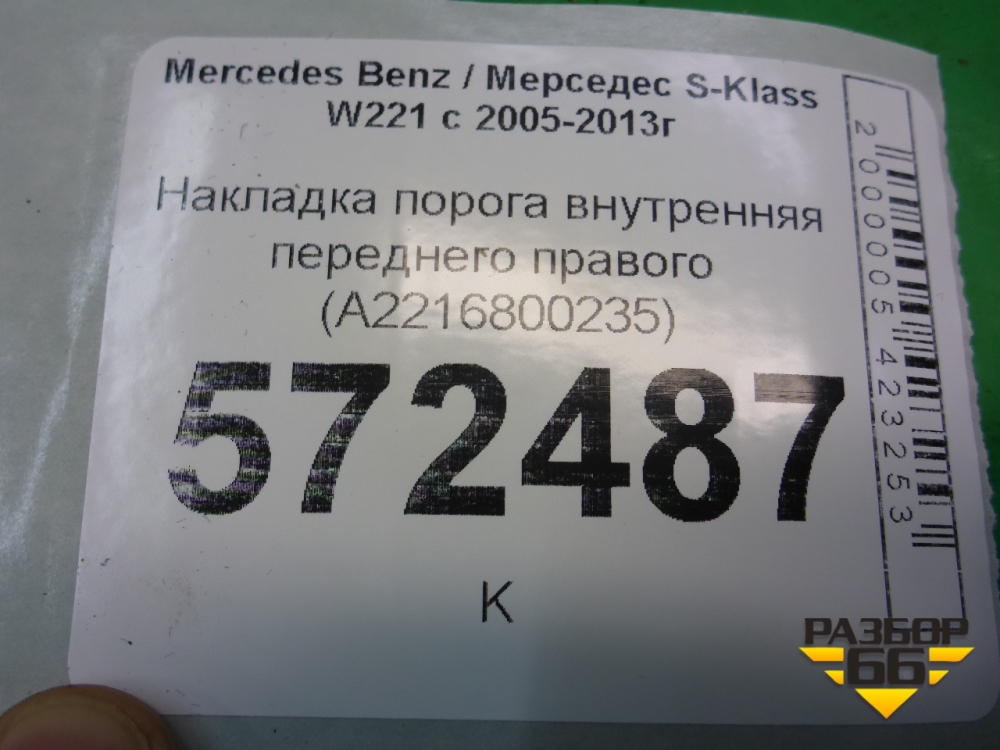 Mercedes Benz / Мерседес S-Klass
W221 с 2005-2013г
Накладка порога внутренняя
переднего правого
(A2216800235)
572487
К
2000005423253
РАЗБОР
66